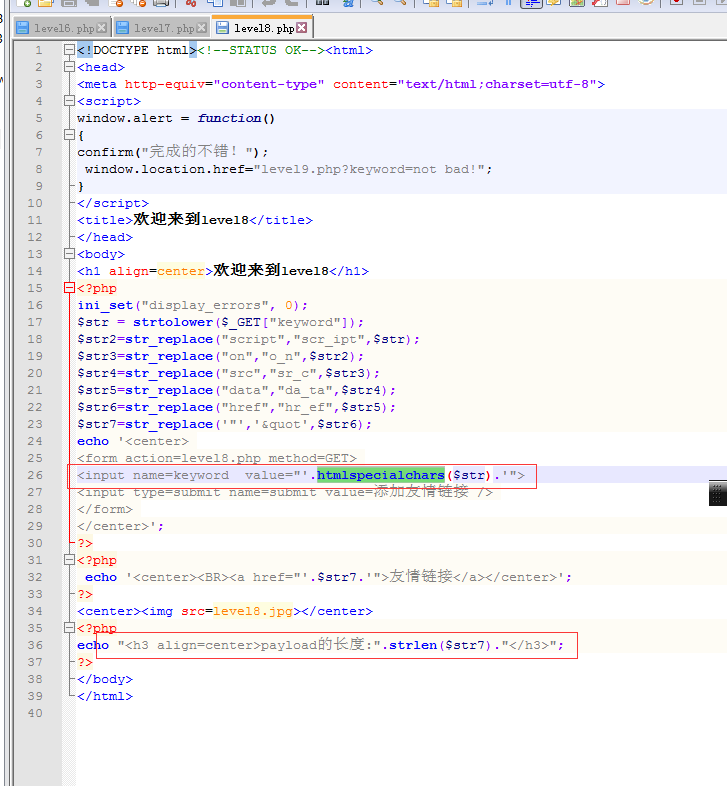 level6.php level7.php level8.php
1 <!DOCTYPE html><!--STATUS OK--><html>
2 <head>
3 <meta http-equiv="content-type" content="text/html;charset=utf-8">
4 <script>
5 window.alert = function()
6 {
7 confirm("完成的不错！");
8 window.location.href="level9.php?keyword=not bad!";
9 }
10 </script>
11 <title>欢迎来到level8</title>
12 </head>
13 <body>
14 <h1 align=center>欢迎来到level8</h1>
15 <?php
16 ini_set("display_errors", 0);
17 $str = strtolower($_GET["keyword"]);
18 $str2=str_replace("script","scr_ipt",$str);
19 $str3=str_replace("on","o_n",$str2);
20 $str4=str_replace("src","sr_c",$str3);
21 $str5=str_replace("data","da_ta",$str4);
22 $str6=str_replace("href","hr_ef",$str5);
23 $str7=str_replace('"','&quot',$str6);
24 echo '<center>
25 <form action=level8.php method=GET>
26 <input name=keyword  value="'.htmlspecialchars($str).'">
27 <input type=submit name=submit value=添加友情链接 />
28 </form>
29 </center>';
30 ?>
31 <?php
32 echo '<center><BR><a href="'.$str7.'">友情链接</a></center>';
33 ?>
34 <center><img src=level8.jpg></center>
35 <?php
36 echo "<h3 align=center>payload的长度:".strlen($str7)."</h3>";
37 ?>
38 </body>
39 </html>
40